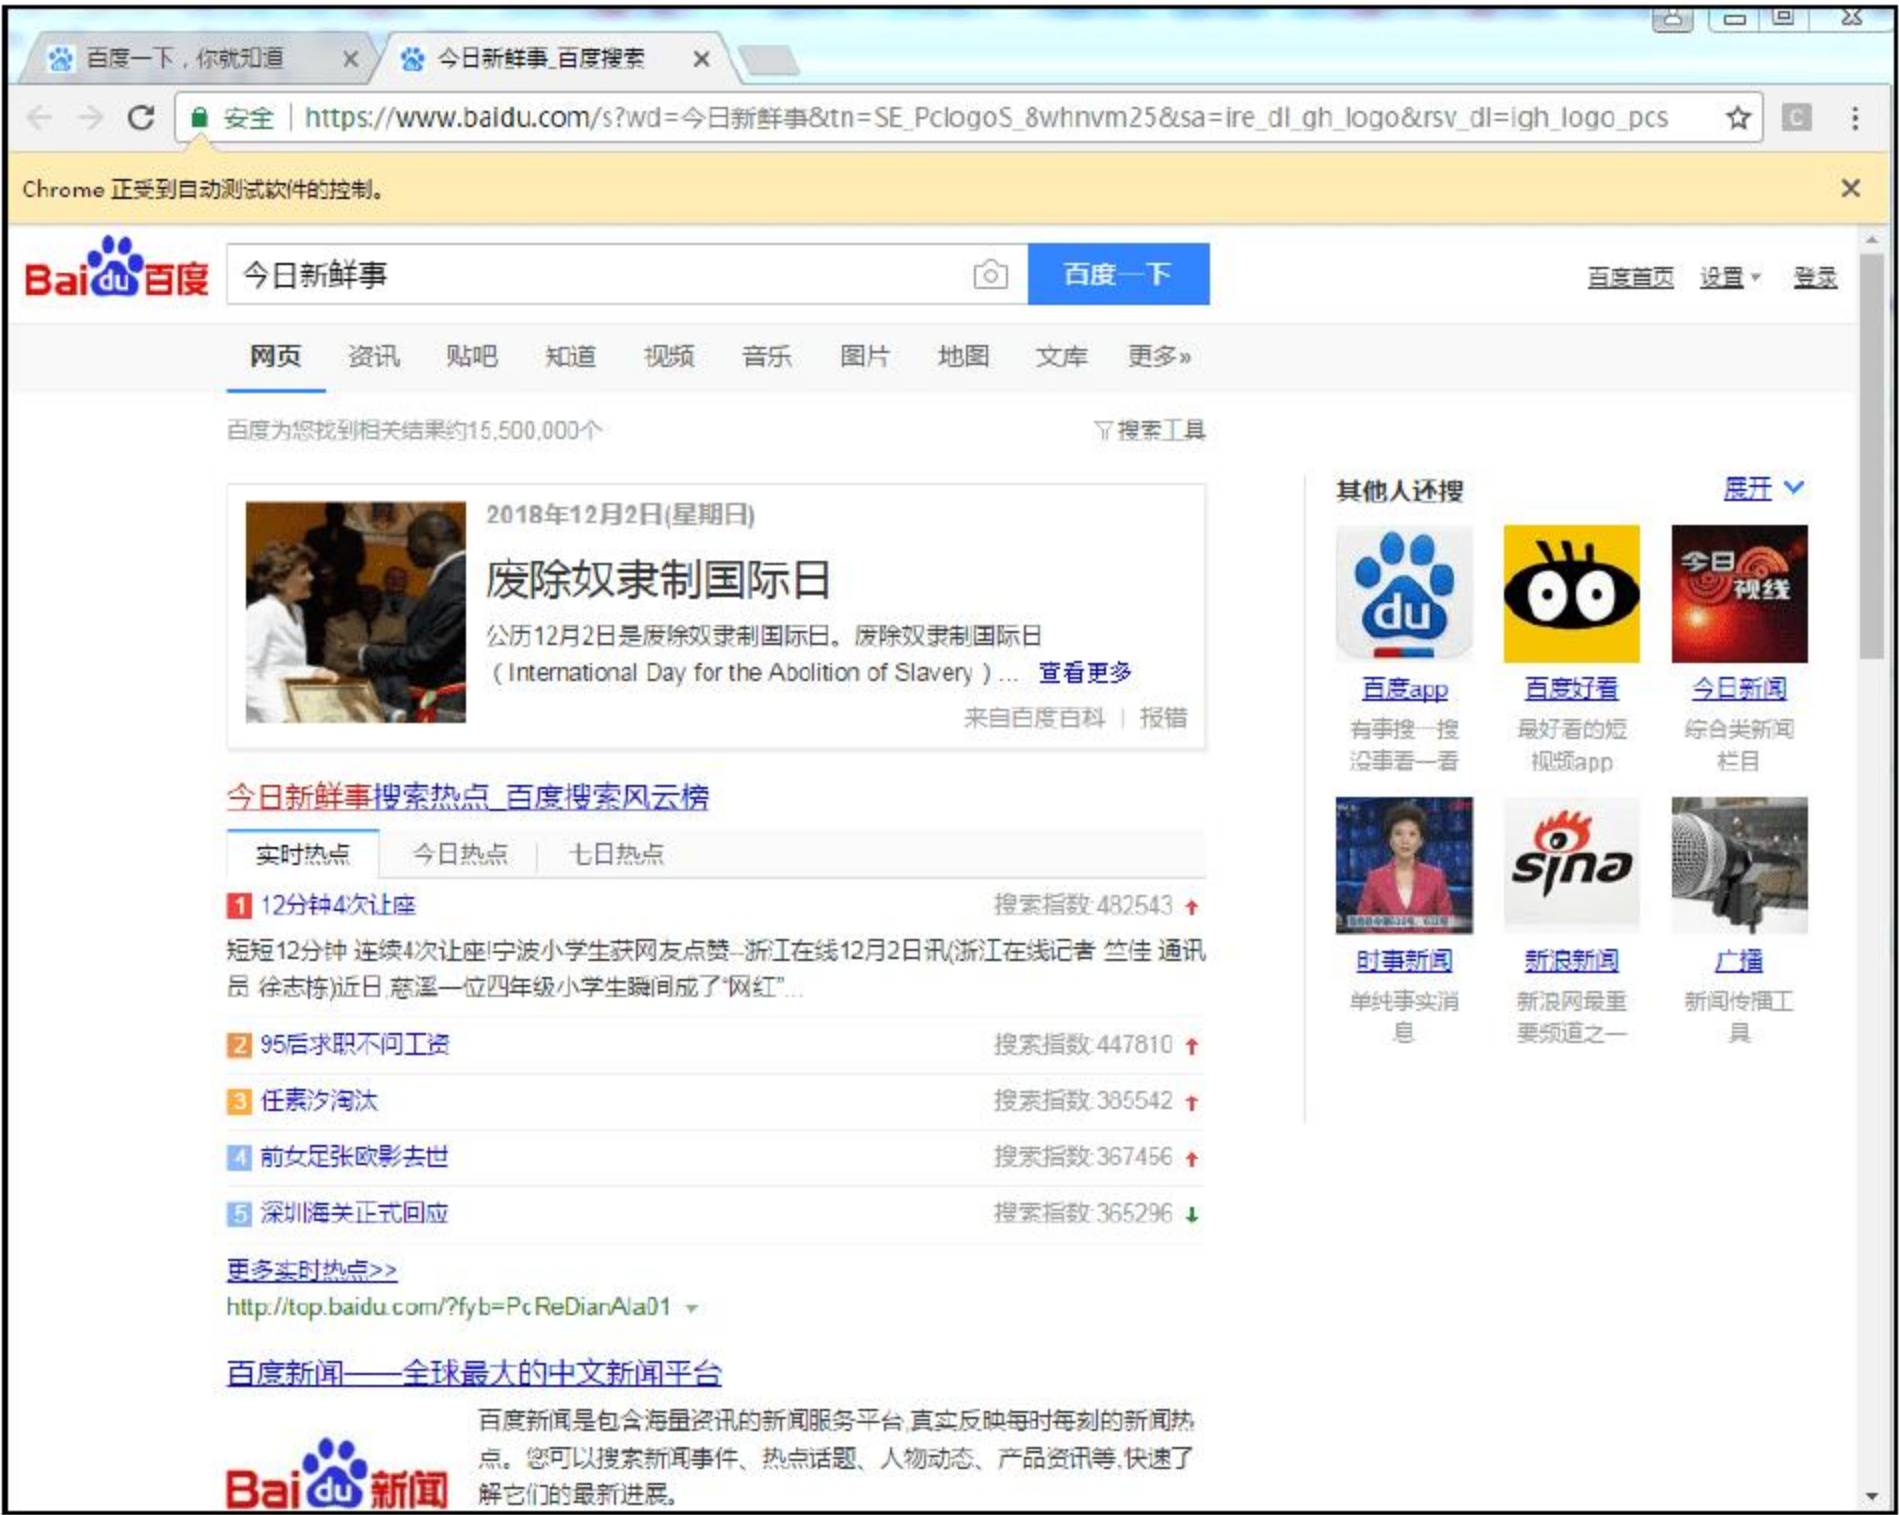 百度一下，你就知道
今日新鲜事_百度搜索
安全 | https://www.baidu.com/s?wd=今日新鲜事&tn=SE_PclogoS_8whnvm25&sa=ire_dl_gh_logo&rsv_dl=igh_logo_pcs
Chrome 正受到自动测试软件的控制。
Baidu百度 今日新鲜事 百度一下 百度首页 设置 登录
网页 资讯 贴吧 知道 视频 音乐 图片 地图 文库 更多»
百度为您找到相关结果约15,500,000个 搜索工具
2018年12月2日(星期日)
废除奴隶制国际日
公历12月2日是废除奴隶制国际日。废除奴隶制国际日
（International Day for the Abolition of Slavery）... 查看更多
来自百度百科 | 报错
今日新鲜事搜索热点_百度搜索风云榜
实时热点 今日热点 七日热点
1 12分钟4次让座 搜索指数:482543
短短12分钟 连续4次让座!宁波小学生获网友点赞--浙江在线12月2日讯(浙江在线记者 竺佳 通讯
员 徐志栋)近日,慈溪一位四年级小学生瞬间成了“网红”...
2 95后求职不问工资 搜索指数:447810
3 任素汐淘汰 搜索指数:385542
4 前女足张欧影去世 搜索指数:367456
5 深圳海关正式回应 搜索指数:365296
更多实时热点>>
http://top.baidu.com/?fyb=PcReDianAla01
百度新闻——全球最大的中文新闻平台
百度新闻是包含海量资讯的新闻服务平台,真实反映每时每刻的新闻热
点。您可以搜索新闻事件、热点话题、人物动态、产品资讯等,快速了
解它们的最新进展。
Baidu新闻
其他人还搜 展开
du
今日
视线
百度app 百度好看 今日新闻
有事搜一搜 最好看的短 综合类新闻
没事看一看 视频app 栏目
sina
时事新闻 新浪新闻 广播
单纯事实消 新浪网最重 新闻传播工
息 要频道之一 具